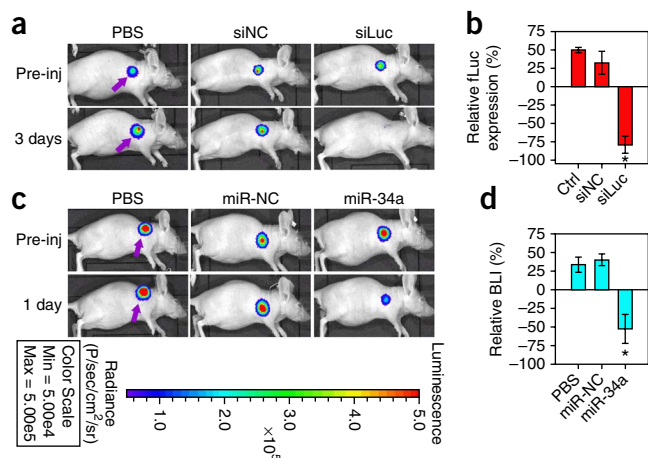 a
PBS siNC siLuc
Pre-inj
3 days
b
Relative fLuc
expression (%)
75
50
25
0
−25
−50
−75
−100
*
Ctrl
siNC
siLuc
c
PBS miR-NC miR-34a
Pre-inj
1 day
Color Scale
Min = 5.00e4
Max = 5.00e5
Radiance
(P/sec/cm²/sr)
1.0 2.0 3.0 4.0 5.0
×10⁵
Luminescence
d
Relative BLI (%)
75
50
25
0
−25
−50
−75
−100
*
PBS
miR-NC
miR-34a